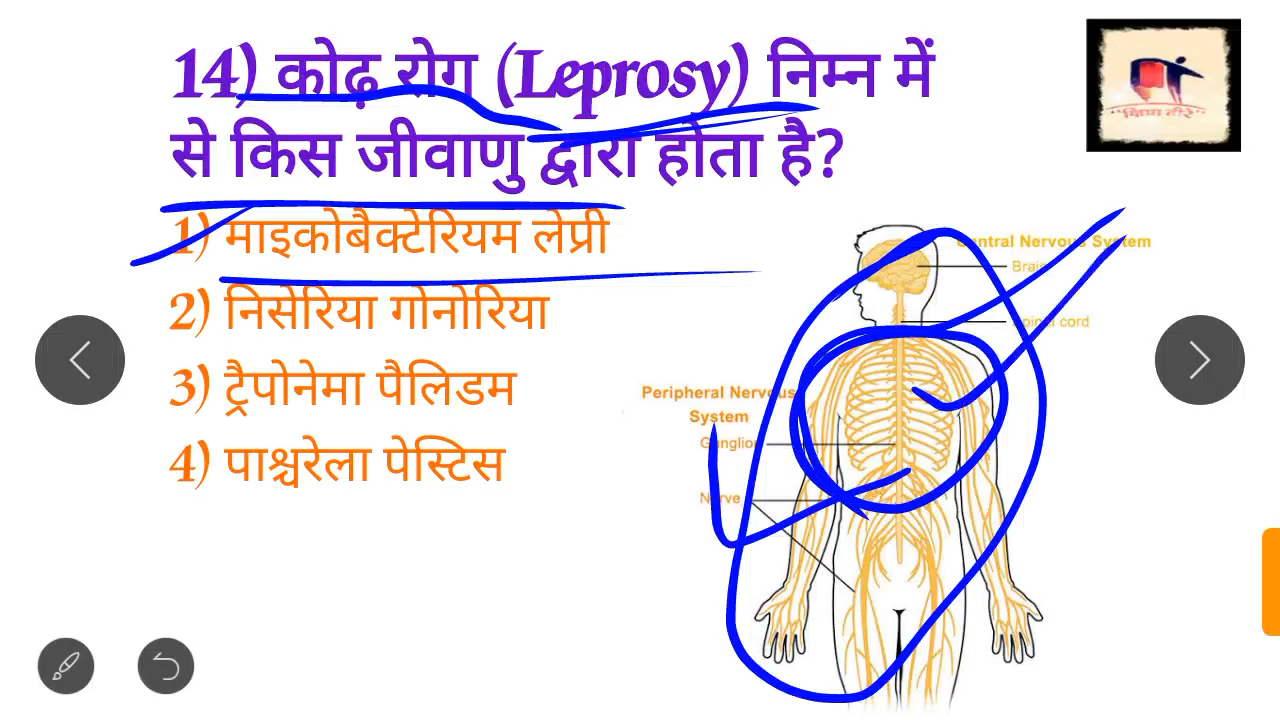 14) कोढ़ रोग (Leprosy) निम्न में
से किस जीवाणु द्वारा होता है?
1) माइकोबैक्टेरियम लेप्री
2) निसेरिया गोनोरिया
3) ट्रैपोनेमा पैलिडम
4) पाश्चरेला पेस्टिस
Central Nervous System
Brain
Spinal cord
Peripheral Nervous
System
Ganglion
Nerve